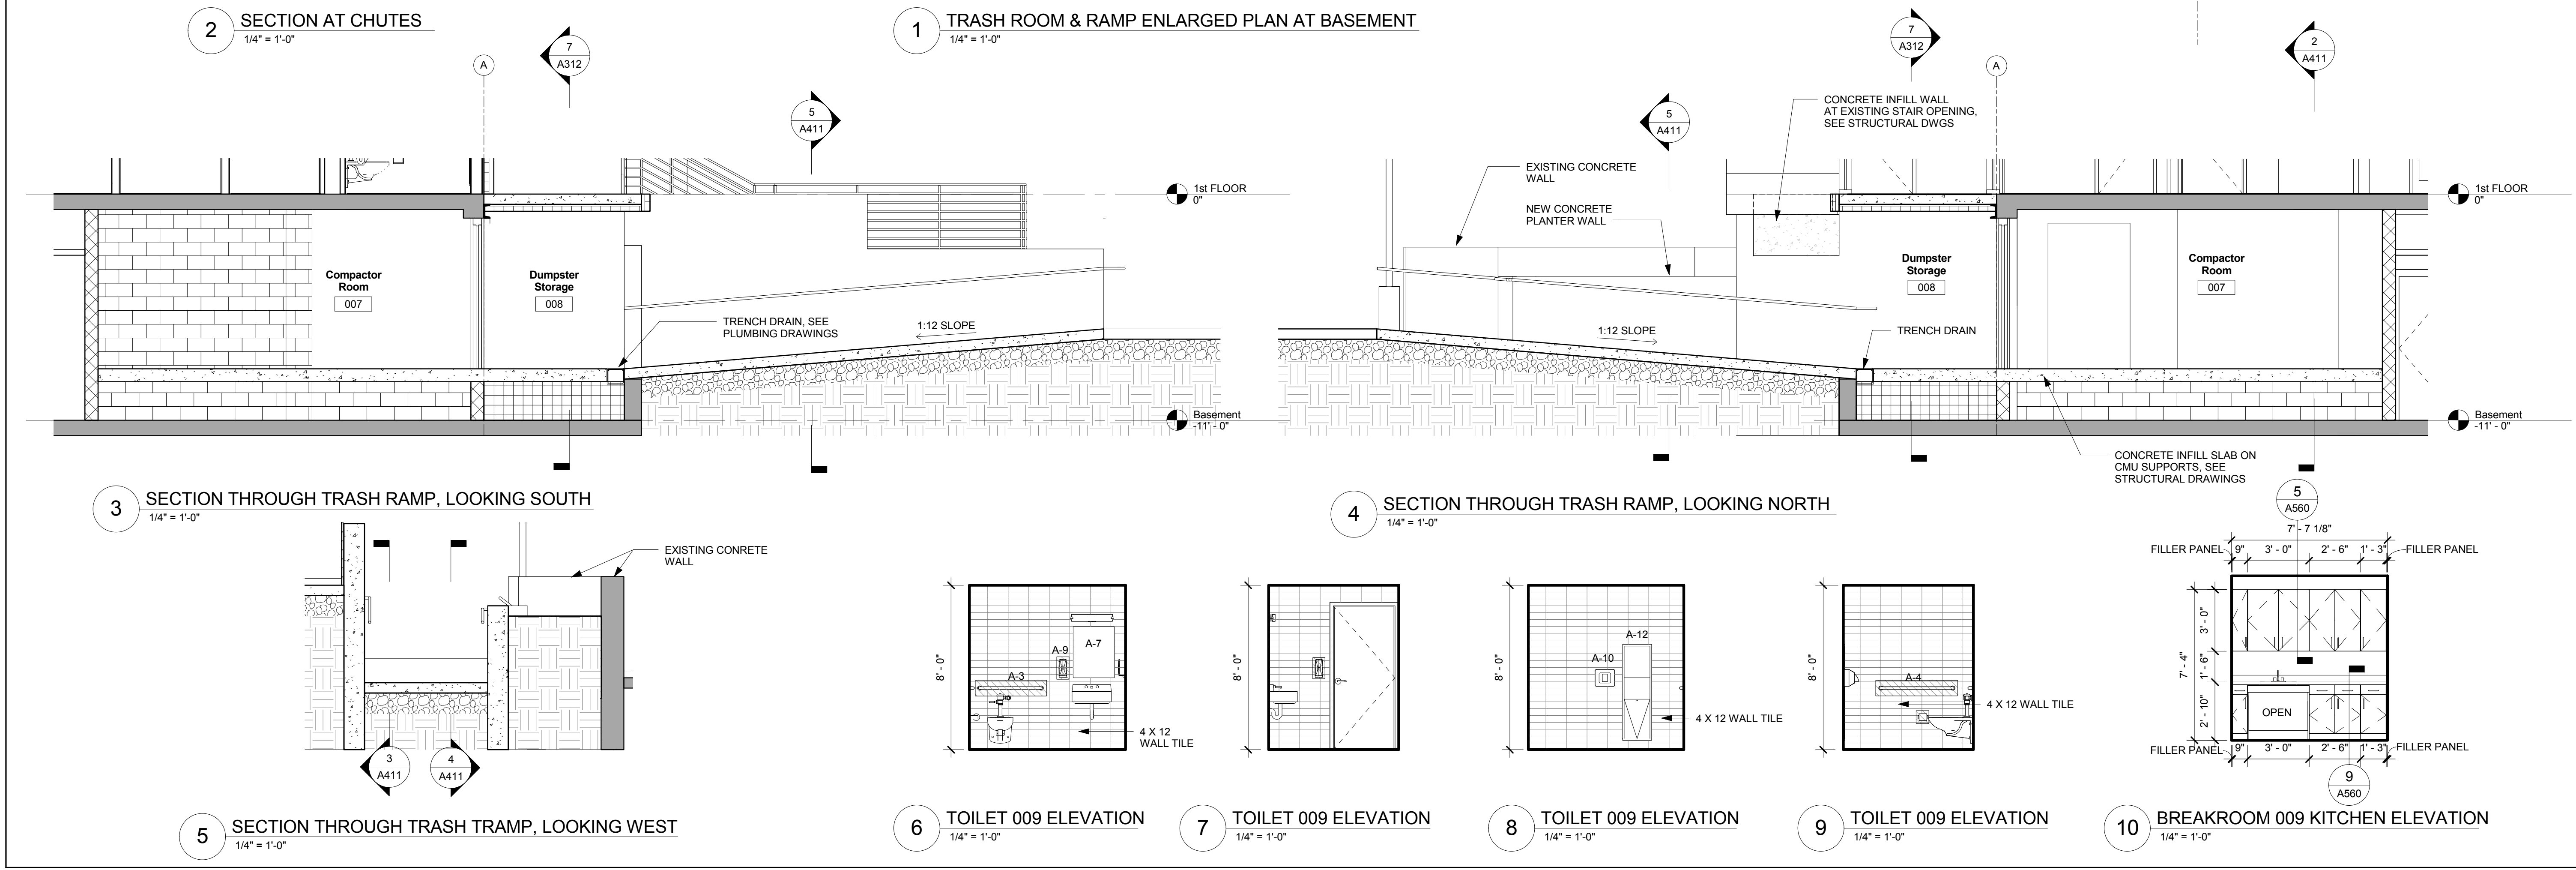 2
SECTION AT CHUTES
1/4" = 1'-0"
1
TRASH ROOM & RAMP ENLARGED PLAN AT BASEMENT
1/4" = 1'-0"
A
7
A312
5
A411
1st FLOOR
0"
Compactor
Room
007
Dumpster
Storage
008
TRENCH DRAIN, SEE
PLUMBING DRAWINGS
1:12 SLOPE
Basement
-11' - 0"
3
SECTION THROUGH TRASH RAMP, LOOKING SOUTH
1/4" = 1'-0"
5
A411
7
A312
A
2
A411
CONCRETE INFILL WALL
AT EXISTING STAIR OPENING,
SEE STRUCTURAL DWGS
EXISTING CONCRETE
WALL
NEW CONCRETE
PLANTER WALL
1st FLOOR
0"
Dumpster
Storage
008
Compactor
Room
007
1:12 SLOPE
TRENCH DRAIN
Basement
-11' - 0"
CONCRETE INFILL SLAB ON
CMU SUPPORTS, SEE
STRUCTURAL DRAWINGS
4
SECTION THROUGH TRASH RAMP, LOOKING NORTH
1/4" = 1'-0"
EXISTING CONRETE
WALL
3
A411
4
A411
5
SECTION THROUGH TRASH TRAMP, LOOKING WEST
1/4" = 1'-0"
8' - 0"
A-3
A-9
A-7
4 X 12
WALL TILE
6
TOILET 009 ELEVATION
1/4" = 1'-0"
8' - 0"
7
TOILET 009 ELEVATION
1/4" = 1'-0"
8' - 0"
A-12
A-10
4 X 12 WALL TILE
8
TOILET 009 ELEVATION
1/4" = 1'-0"
8' - 0"
A-4
4 X 12 WALL TILE
9
TOILET 009 ELEVATION
1/4" = 1'-0"
5
A560
7' - 7 1/8"
FILLER PANEL 9" 3' - 0" 2' - 6" 1' - 3" FILLER PANEL
7' - 4"
3' - 0"
1' - 6"
2' - 10"
OPEN
FILLER PANEL 9" 3' - 0" 2' - 6" 1' - 3" FILLER PANEL
9
A560
10
BREAKROOM 009 KITCHEN ELEVATION
1/4" = 1'-0"